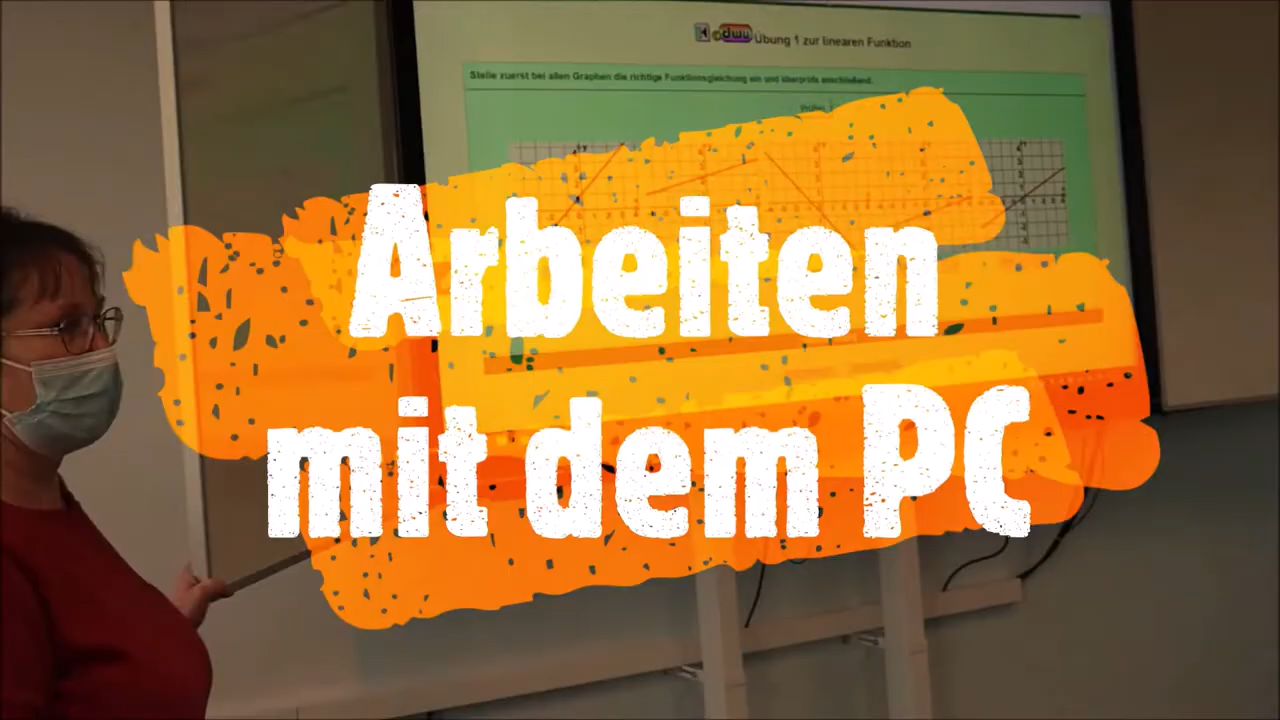 ©dwu Übung 1 zur linearen Funktion
Stelle zuerst bei allen Graphen die richtige Funktionsgleichung ein und überprüfe anschließend.
Arbeiten
mit dem PC